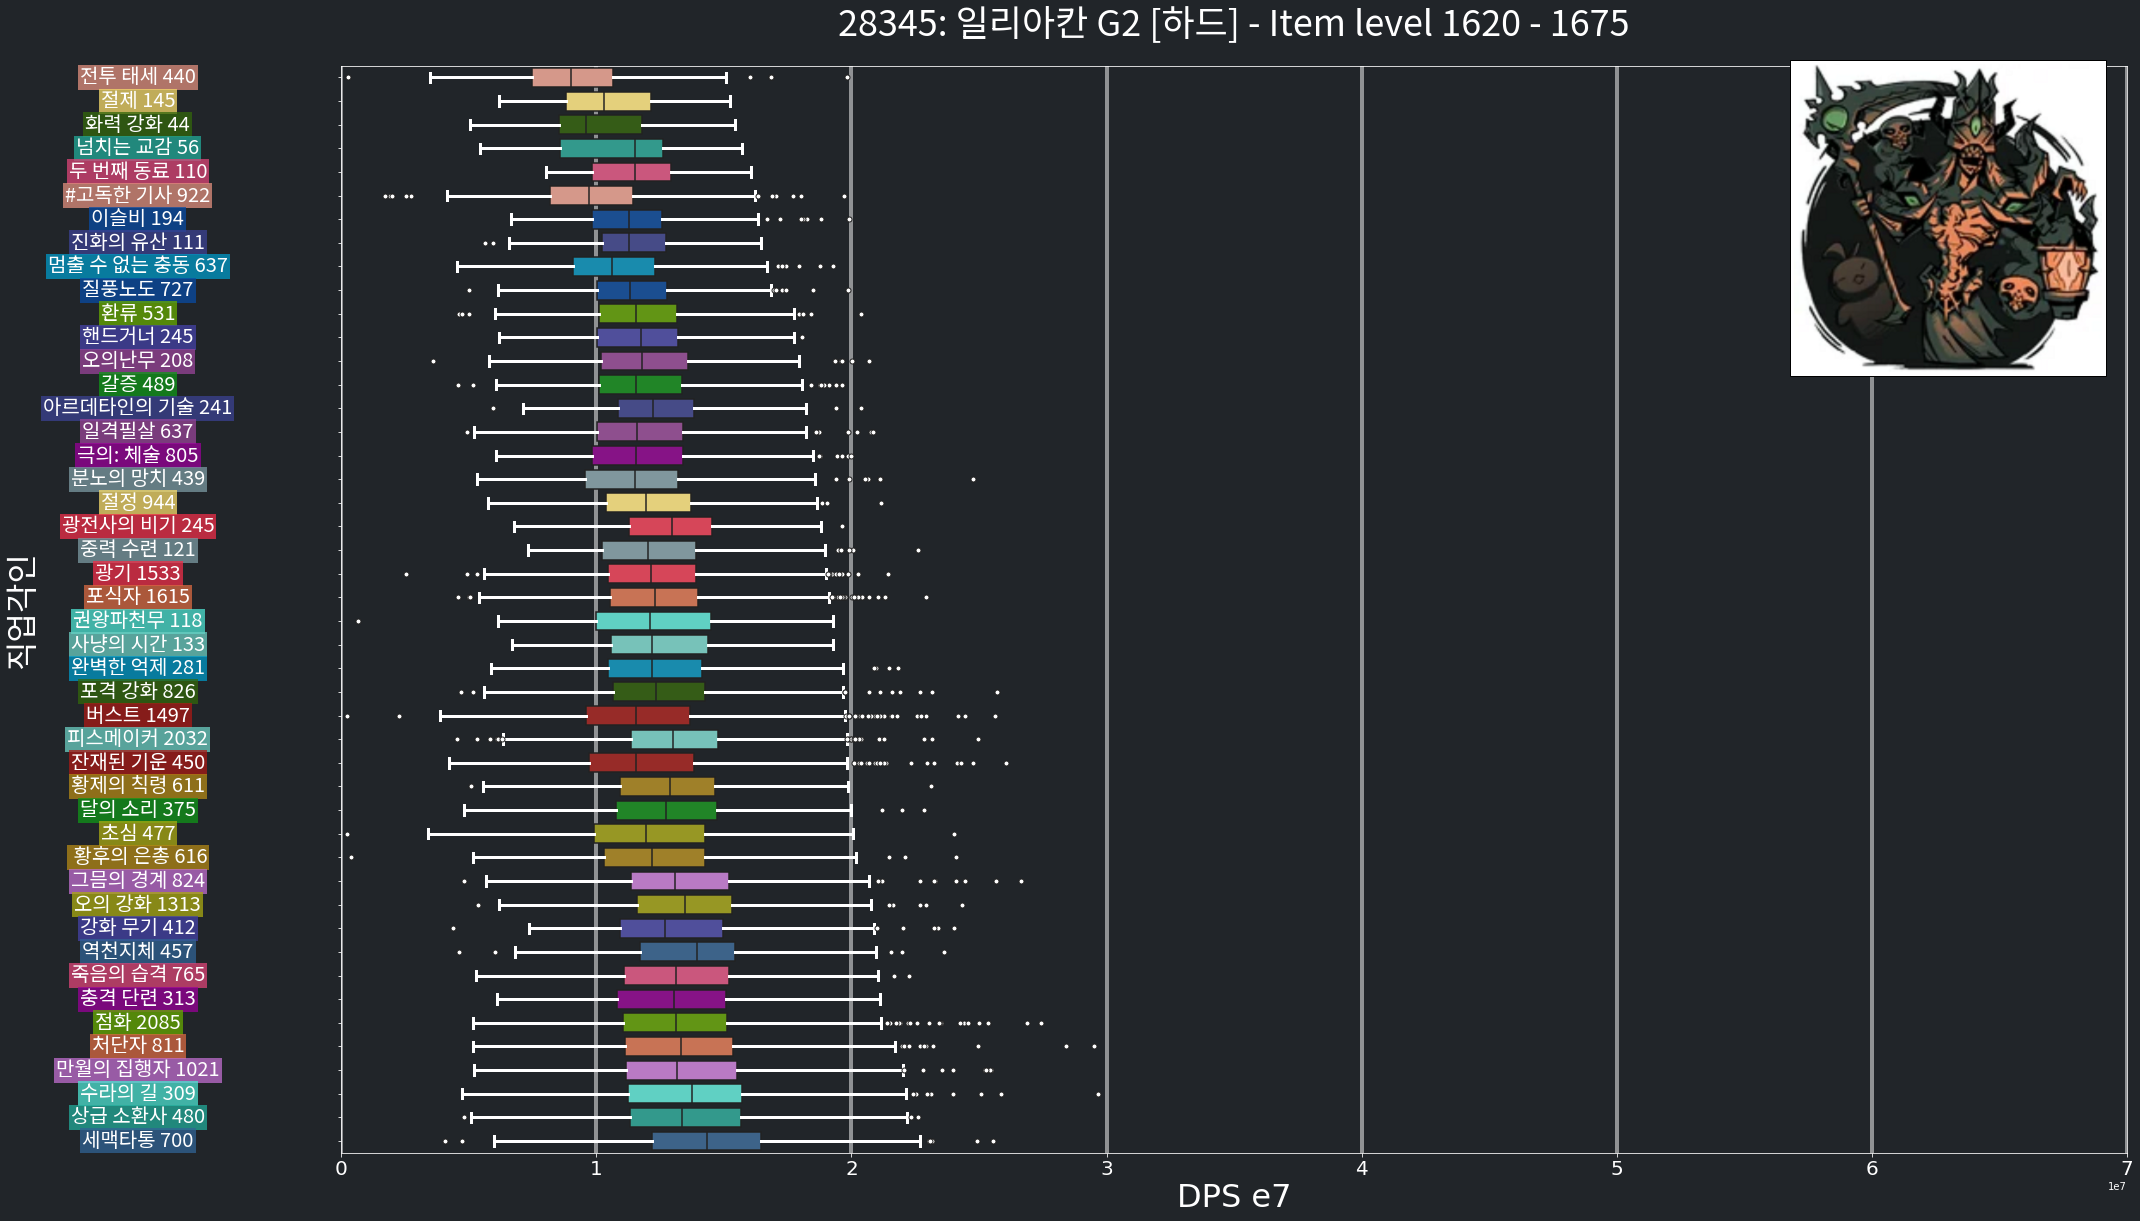 28345: 일리아칸 G2 [하드] - Item level 1620 - 1675
직업각인
전투 태세 440
절제 145
화력 강화 44
넘치는 교감 56
두 번째 동료 110
#고독한 기사 922
이슬비 194
진화의 유산 111
멈출 수 없는 충동 637
질풍노도 727
환류 531
핸드거너 245
오의난무 208
갈증 489
아르데타인의 기술 241
일격필살 637
극의: 체술 805
분노의 망치 439
절정 944
광전사의 비기 245
중력 수련 121
광기 1533
포식자 1615
권왕파천무 118
사냥의 시간 133
완벽한 억제 281
포격 강화 826
버스트 1497
피스메이커 2032
잔재된 기운 450
황제의 칙령 611
달의 소리 375
초심 477
황후의 은총 616
그믐의 경계 824
오의 강화 1313
강화 무기 412
역천지체 457
죽음의 습격 765
충격 단련 313
점화 2085
처단자 811
만월의 집행자 1021
수라의 길 309
상급 소환사 480
세맥타통 700
0 1 2 3 4 5 6 7
1e7
DPS e7